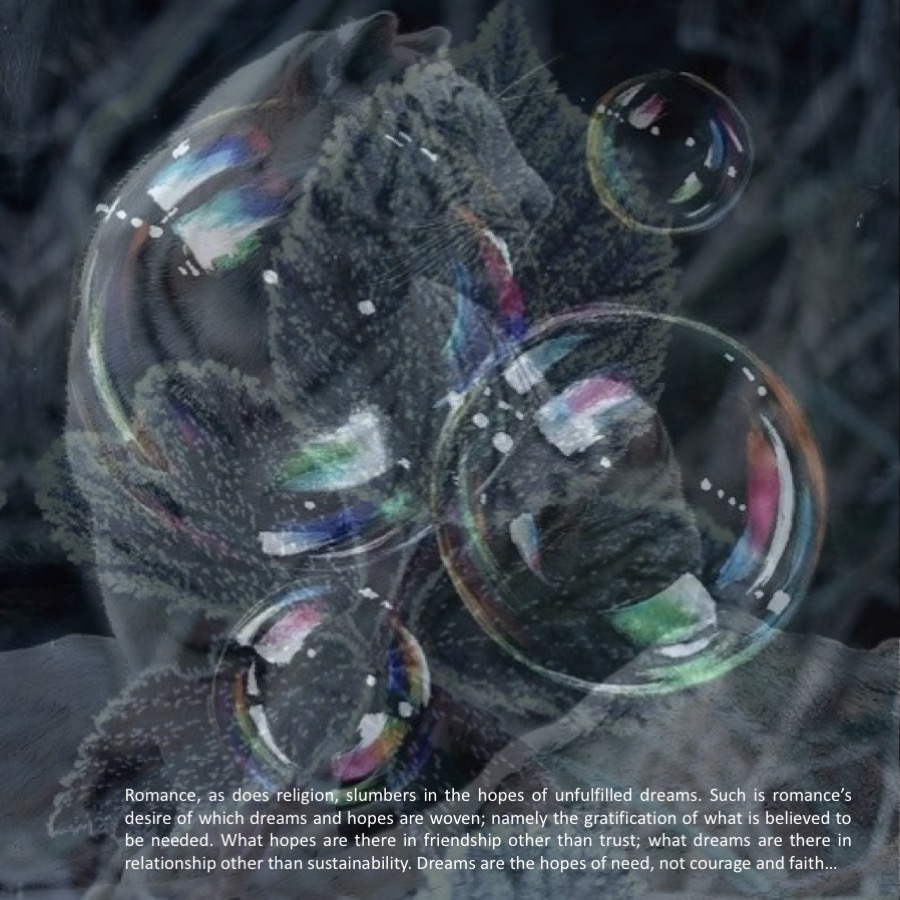 Romance, as does religion, slumbers in the hopes of unfulfilled dreams. Such is romance’s
desire of which dreams and hopes are woven; namely the gratification of what is believed to
be needed. What hopes are there in friendship other than trust; what dreams are there in
relationship other than sustainability. Dreams are the hopes of need, not courage and faith…